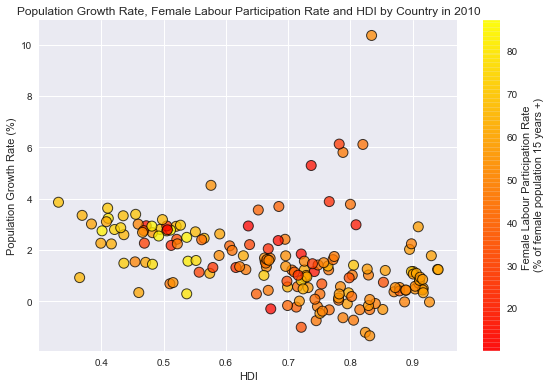 Population Growth Rate, Female Labour Participation Rate and HDI by Country in 2010
10
8
6
4
2
0
Population Growth Rate (%)
0.4 0.5 0.6 0.7 0.8 0.9
HDI
80
70
60
50
40
30
20
Female Labour Participation Rate
(% of female population 15 years +)